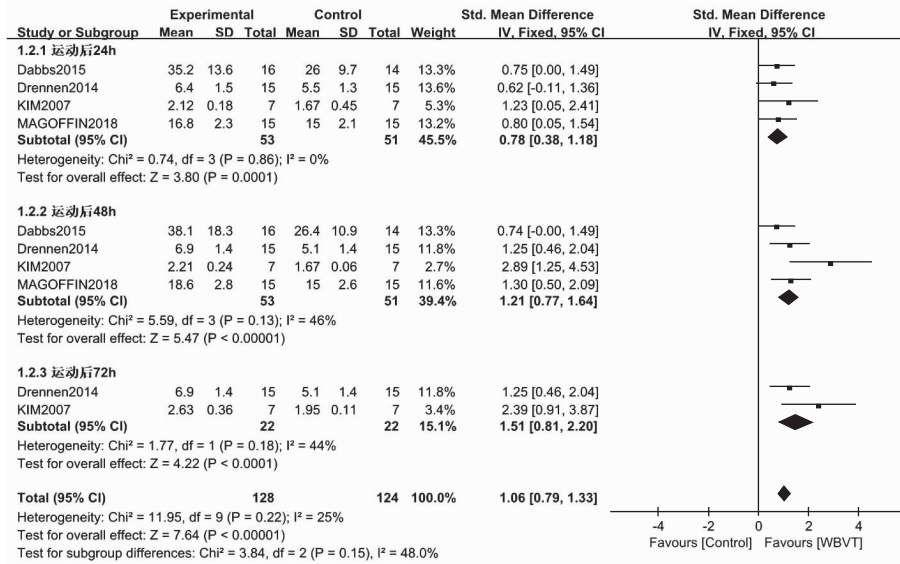 Experimental Control Std. Mean Difference Std. Mean Difference
Study or Subgroup Mean SD Total Mean SD Total Weight IV, Fixed, 95% CI IV, Fixed, 95% CI
1.2.1 运动后24h
Dabbs2015 35.2 13.6 16 26 9.7 14 13.3% 0.75 [0.00, 1.49]
Drennen2014 6.4 1.5 15 5.5 1.3 15 13.6% 0.62 [-0.11, 1.36]
KIM2007 2.12 0.18 7 1.67 0.45 7 5.3% 1.23 [0.05, 2.41]
MAGOFFIN2018 16.8 2.3 15 15 2.1 15 13.2% 0.80 [0.05, 1.54]
Subtotal (95% CI) 53 51 45.5% 0.78 [0.38, 1.18]
Heterogeneity: Chi² = 0.74, df = 3 (P = 0.86); I² = 0%
Test for overall effect: Z = 3.80 (P = 0.0001)
1.2.2 运动后48h
Dabbs2015 38.1 18.3 16 26.4 10.9 14 13.3% 0.74 [-0.00, 1.49]
Drennen2014 6.9 1.4 15 5.1 1.4 15 11.8% 1.25 [0.46, 2.04]
KIM2007 2.21 0.24 7 1.67 0.06 7 2.7% 2.89 [1.25, 4.53]
MAGOFFIN2018 18.6 2.8 15 15 2.6 15 11.6% 1.30 [0.50, 2.09]
Subtotal (95% CI) 53 51 39.4% 1.21 [0.77, 1.64]
Heterogeneity: Chi² = 5.59, df = 3 (P = 0.13); I² = 46%
Test for overall effect: Z = 5.47 (P < 0.00001)
1.2.3 运动后72h
Drennen2014 6.9 1.4 15 5.1 1.4 15 11.8% 1.25 [0.46, 2.04]
KIM2007 2.63 0.36 7 1.95 0.11 7 3.4% 2.39 [0.91, 3.87]
Subtotal (95% CI) 22 22 15.1% 1.51 [0.81, 2.20]
Heterogeneity: Chi² = 1.77, df = 1 (P = 0.18); I² = 44%
Test for overall effect: Z = 4.22 (P < 0.0001)
Total (95% CI) 128 124 100.0% 1.06 [0.79, 1.33]
Heterogeneity: Chi² = 11.95, df = 9 (P = 0.22); I² = 25%
Test for overall effect: Z = 7.64 (P < 0.00001)
Test for subgroup differences: Chi² = 3.84, df = 2 (P = 0.15), I² = 48.0%
-4 -2 0 2 4
Favours [Control] Favours [WBVT]